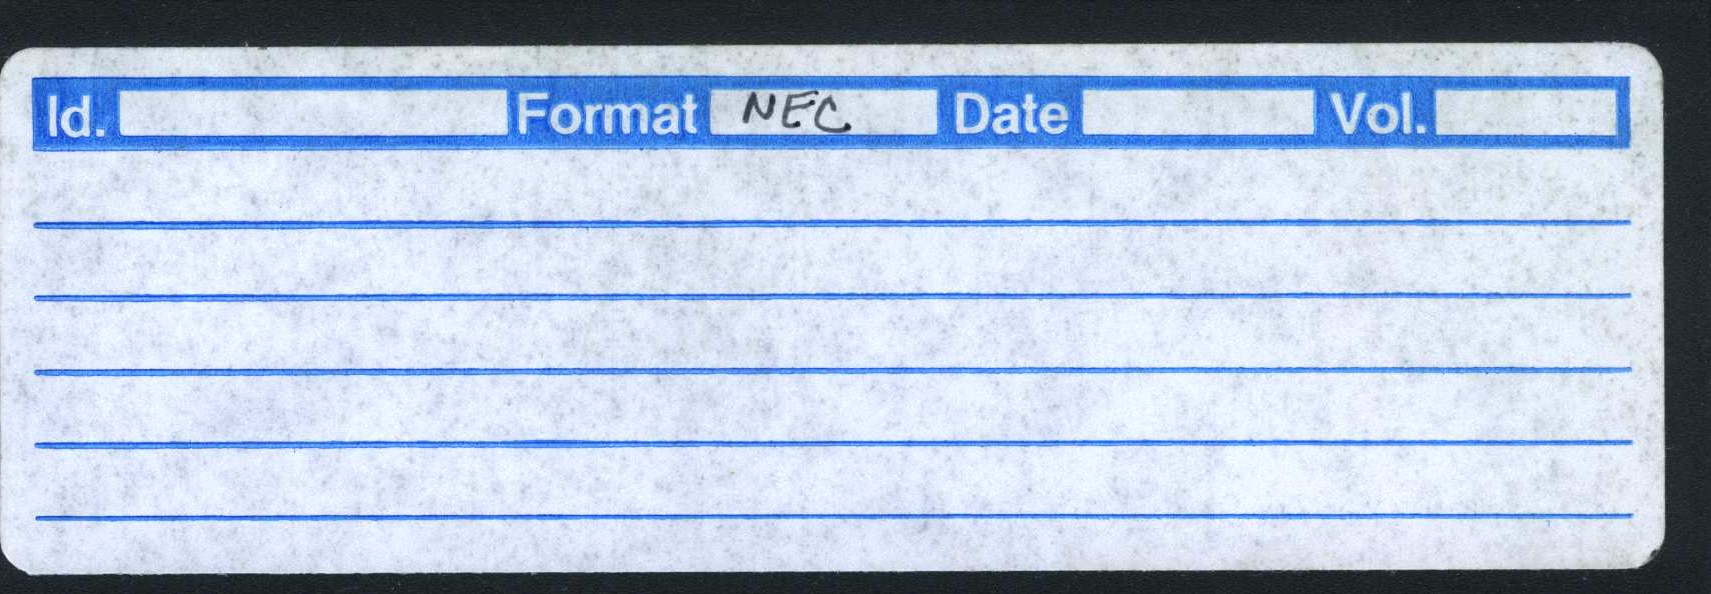 Id. Format NEC Date Vol.